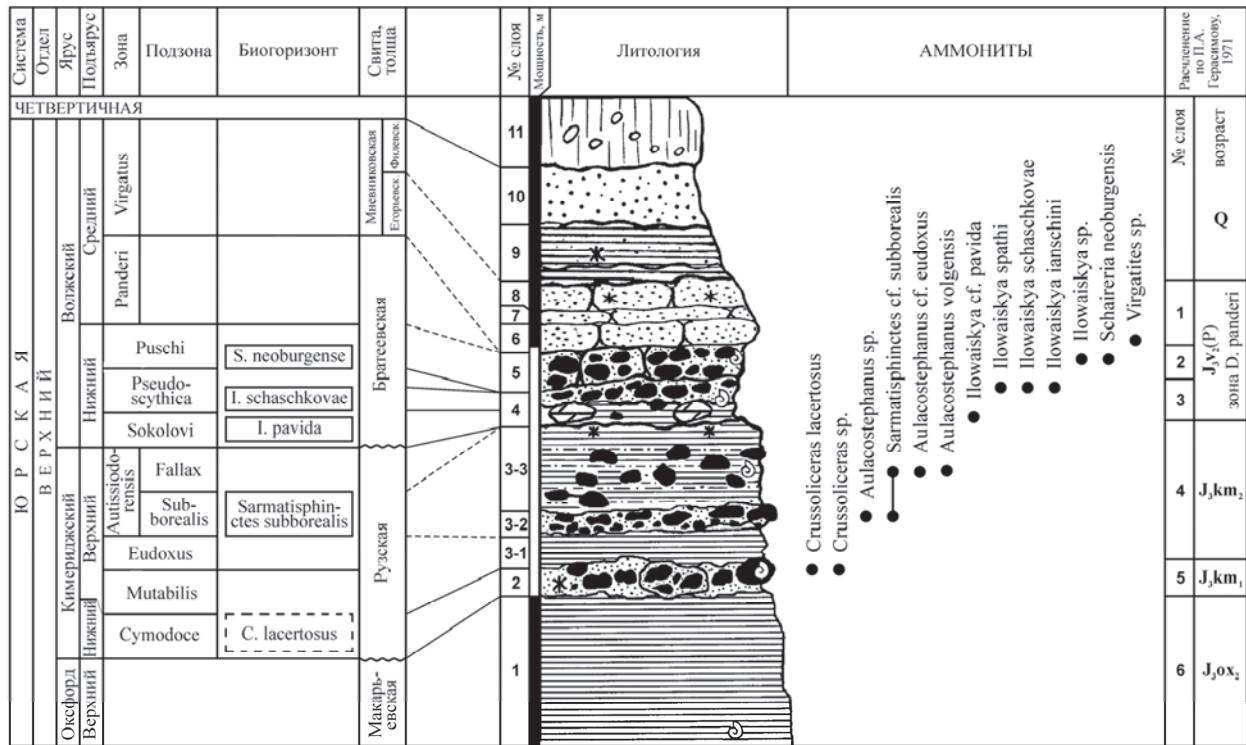 Система
Отдел
Ярус
Подъярус
Зона
Подзона
Биогоризонт
Свита,
толща
№ слоя
Мощность, м
Литология
АММОНИТЫ
Расчленение
по П.А.
Герасимову,
1971
№ слоя
возраст
ЧЕТВЕРТИЧНАЯ
ЮРСКАЯ
ВЕРХНИЙ
Волжский
Средний
Virgatus
Panderi
Нижний
Puschi
S. neoburgense
Pseudo-
scythica
I. schaschkovae
Sokolovi
I. pavida
Кимериджский
Верхний
Autissiodo-
rensis
Fallax
Sub-
borealis
Sarmatisphin-
ctes subborealis
Eudoxus
Mutabilis
Нижний
Cymodoce
C. lacertosus
Оксфорд
Верхний
Мневниковская
Филевск.
Егорьевск.
Братеевская
Рузская
Макарь-
евская
11
10
9
8
7
6
5
4
3-3
3-2
3-1
2
1
Crussoliceras lacertosus
Crussoliceras sp.
Aulacostephanus sp.
Sarmatisphinctes cf. subborealis
Aulacostephanus cf. eudoxus
Aulacostephanus volgensis
Ilowaiskya cf. pavida
Ilowaiskya spathi
Ilowaiskya schaschkovae
Ilowaiskya ianschini
Ilowaiskya sp.
Schaireria neoburgensis
Virgatites sp.
Q
1
2
3
J₃v₂(P)
зона D. panderi
4
J₃km₂
5
J₃km₁
6
J₃ox₂